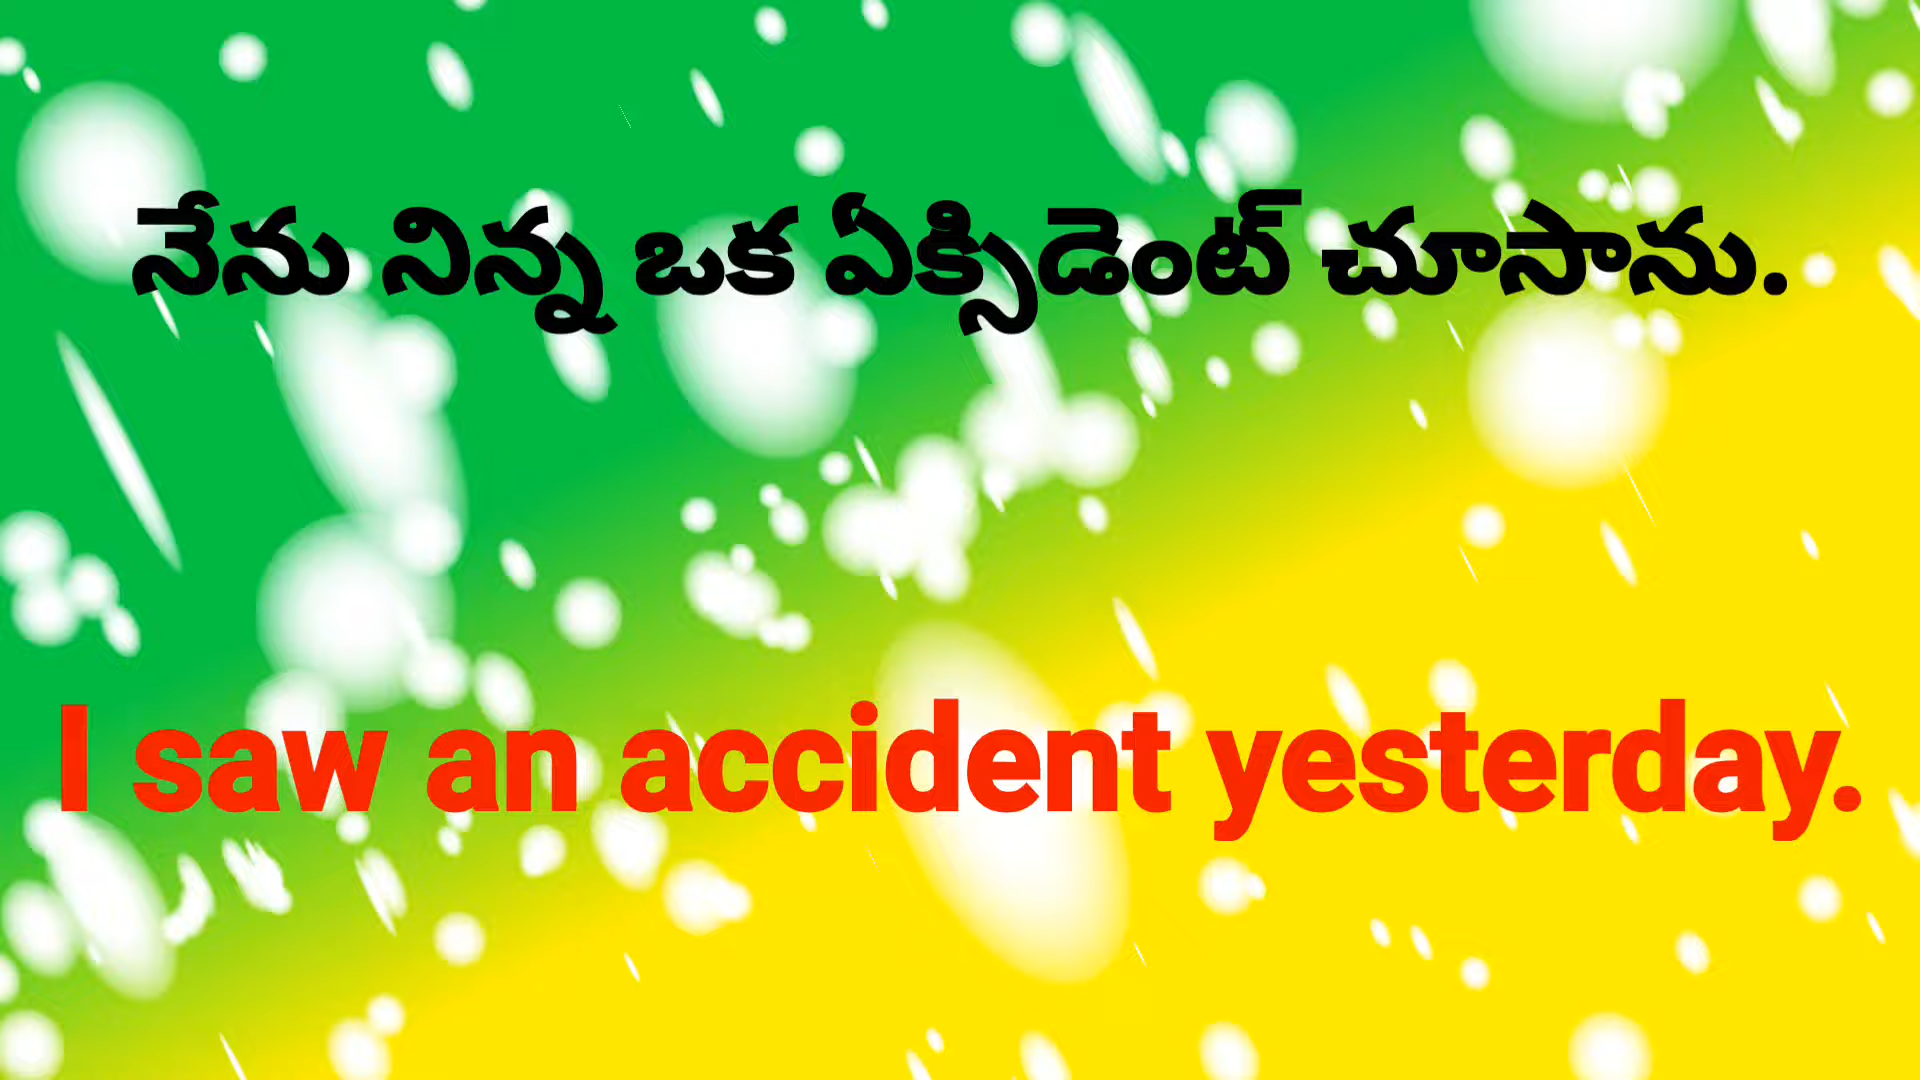 నేను నిన్న ఒక ఏక్సిడెంట్ చూసాను.
I saw an accident yesterday.